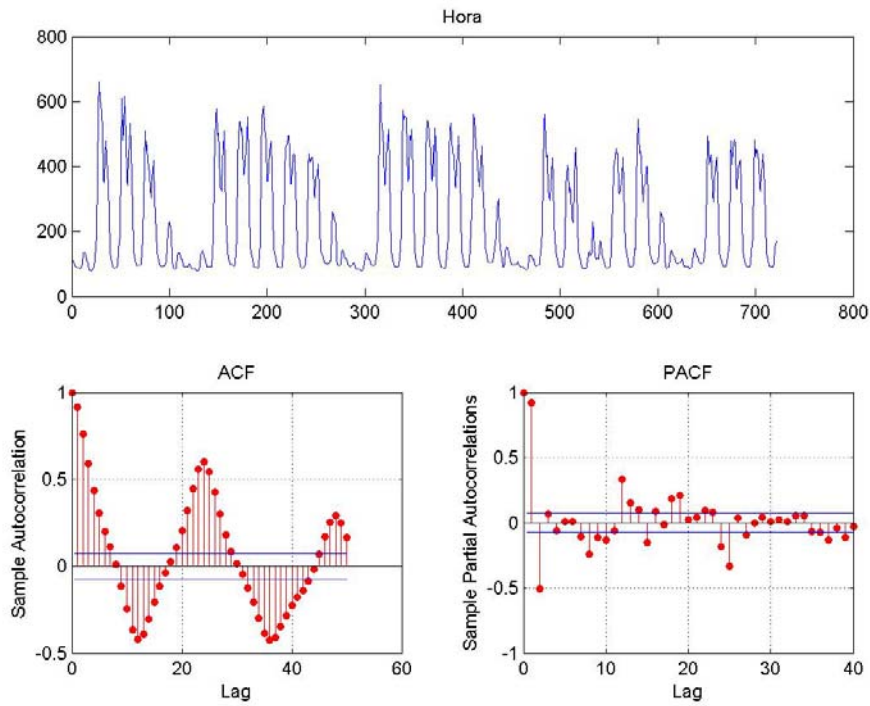 Hora
800
600
400
200
0
0 100 200 300 400 500 600 700 800
ACF
1
0.5
0
-0.5
0 20 40 60
Sample Autocorrelation
Lag
PACF
1
0.5
0
-0.5
-1
0 10 20 30 40
Sample Partial Autocorrelations
Lag